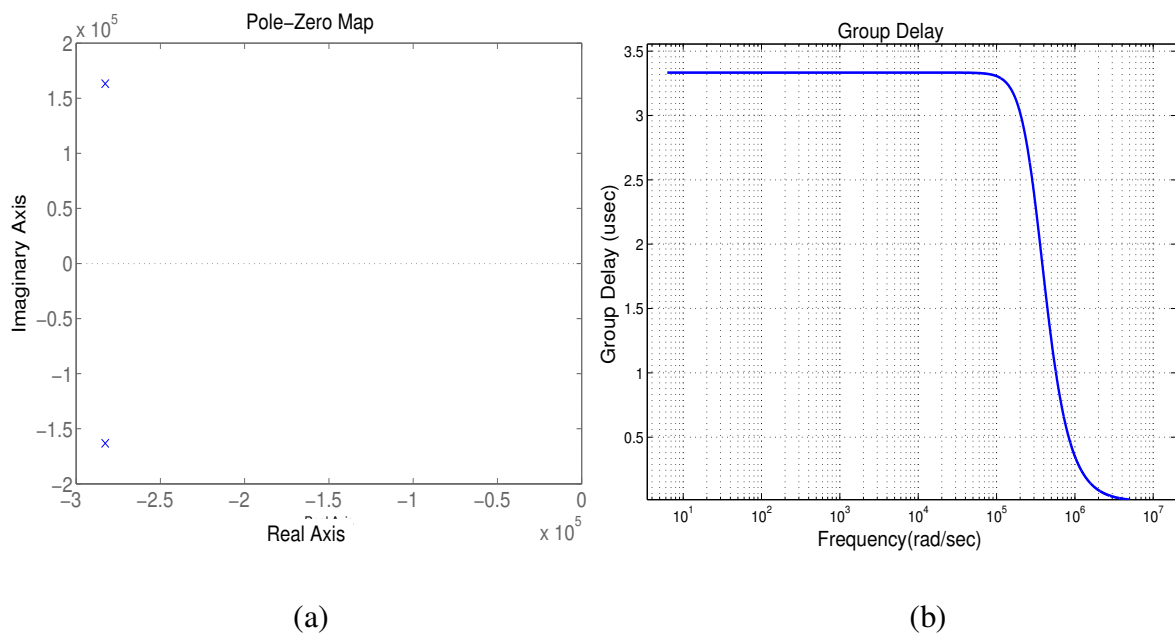 Pole−Zero Map
x 10^5
2
1.5
1
0.5
0
−0.5
−1
−1.5
−2
Imaginary Axis
−3 −2.5 −2 −1.5 −1 −0.5 0
Real Axis
x 10^5
(a)
Group Delay
3.5
3
2.5
2
1.5
1
0.5
Group Delay (usec)
10^1 10^2 10^3 10^4 10^5 10^6 10^7
Frequency(rad/sec)
(b)